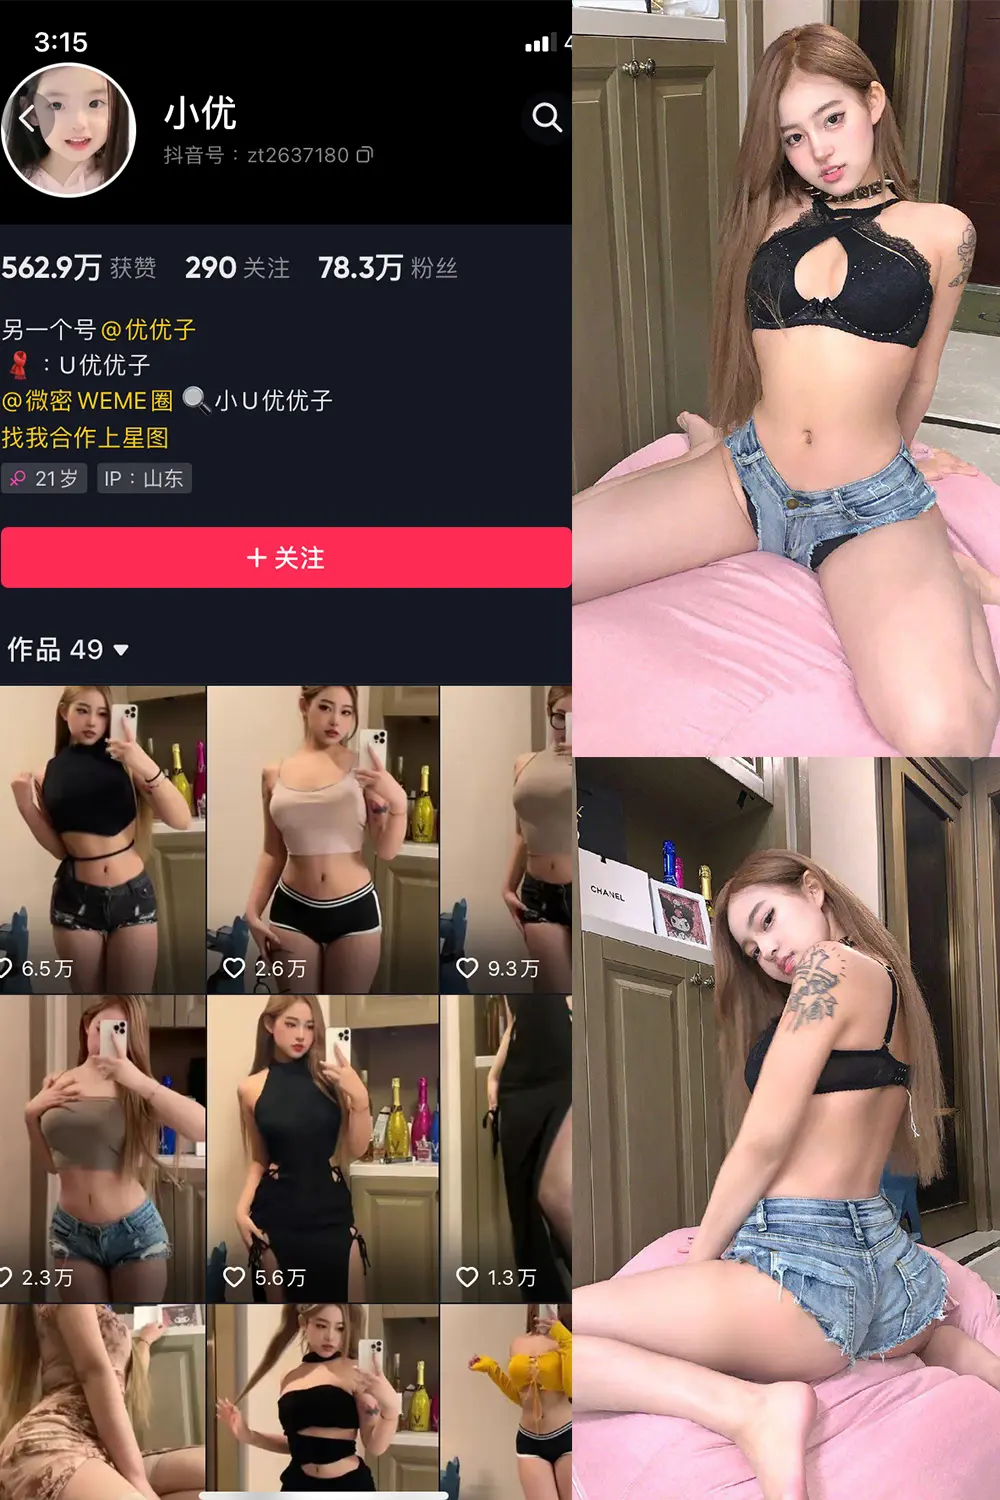 3:15
小优
抖音号：zt2637180
562.9万 获赞 290 关注 78.3万 粉丝
另一个号@优优子
：U优优子
@微密WEME圈 小U优优子
找我合作上星图
21岁 IP：山东
+ 关注
作品 49
6.5万 2.6万 9.3万
2.3万 5.6万 1.3万
CHANEL